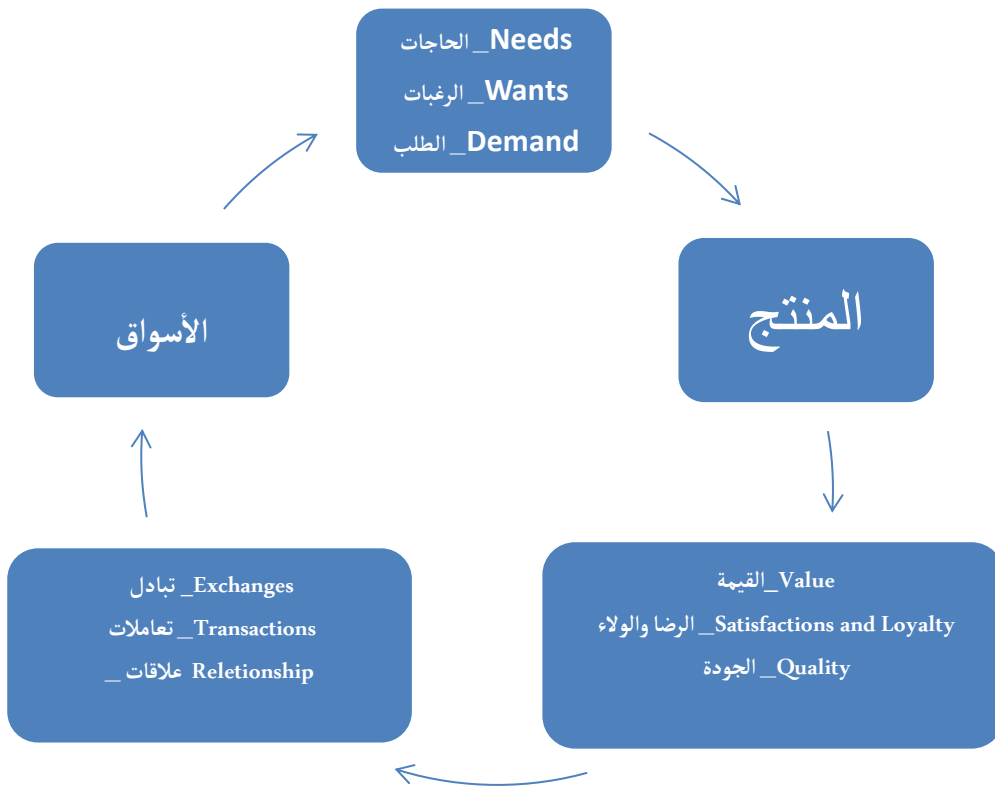 Needs_ الحاجات
Wants_ الرغبات
Demand_ الطلب
المنتج
Value_القيمة
Satisfactions and Loyalty_ الرضا والولاء
Quality_ الجودة
Exchanges_ تبادل
Transactions_ تعاملات
Reletionship علاقات _
الأسواق